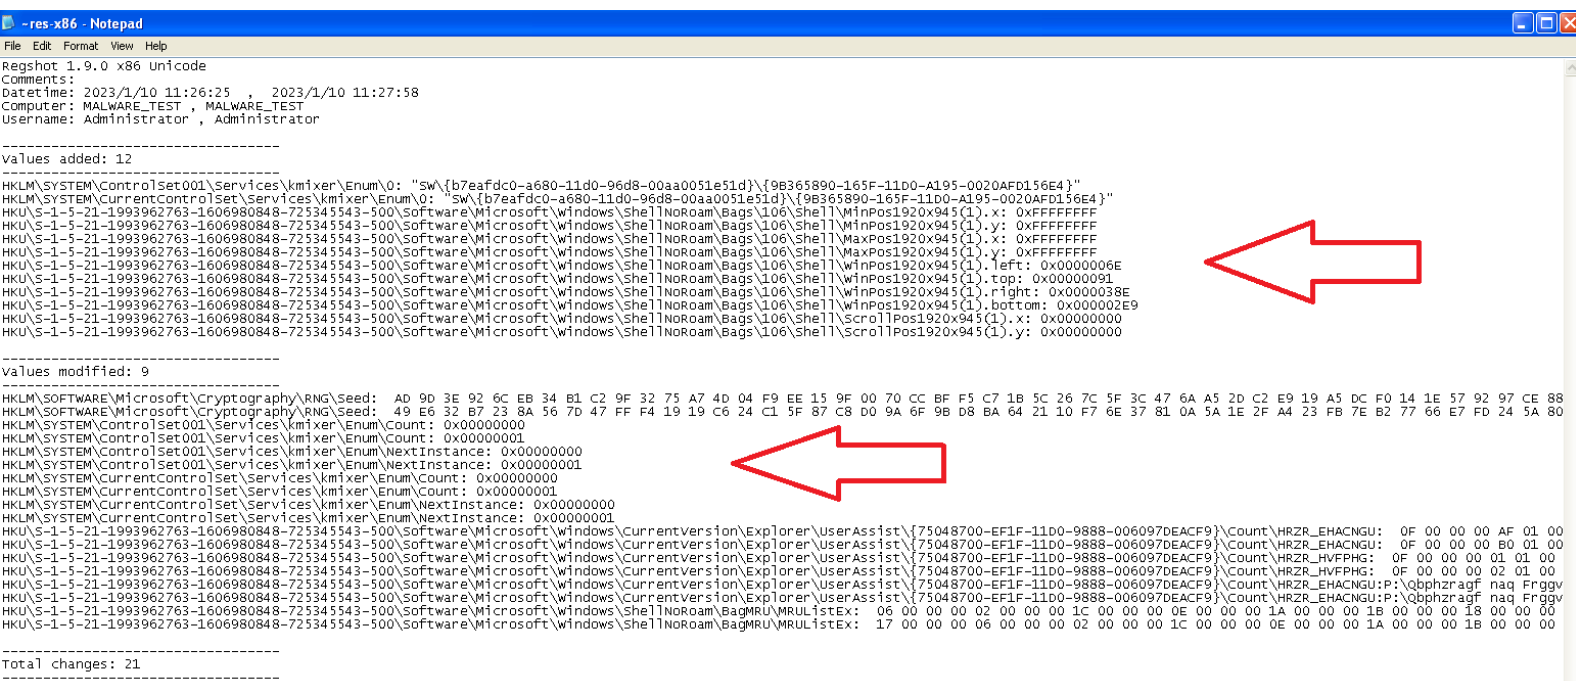 ~res-x86 - Notepad
File Edit Format View Help
Regshot 1.9.0 x86 Unicode
Comments:
Datetime: 2023/1/10 11:26:25 , 2023/1/10 11:27:58
Computer: MALWARE_TEST , MALWARE_TEST
Username: Administrator , Administrator
----------------------------------
Values added: 12
----------------------------------
HKLM\SYSTEM\ControlSet001\Services\kmixer\Enum\0: "SW\{b7eafdc0-a680-11d0-96d8-00aa0051e51d}\{9B365890-165F-11D0-A195-0020AFD156E4}"
HKLM\SYSTEM\CurrentControlSet\Services\kmixer\Enum\0: "SW\{b7eafdc0-a680-11d0-96d8-00aa0051e51d}\{9B365890-165F-11D0-A195-0020AFD156E4}"
HKU\S-1-5-21-1993962763-1606980848-725345543-500\Software\Microsoft\Windows\ShellNoRoam\Bags\106\Shell\MinPos1920x945(1).x: 0xFFFFFFFF
HKU\S-1-5-21-1993962763-1606980848-725345543-500\Software\Microsoft\Windows\ShellNoRoam\Bags\106\Shell\MinPos1920x945(1).y: 0xFFFFFFFF
HKU\S-1-5-21-1993962763-1606980848-725345543-500\Software\Microsoft\Windows\ShellNoRoam\Bags\106\Shell\MaxPos1920x945(1).x: 0xFFFFFFFF
HKU\S-1-5-21-1993962763-1606980848-725345543-500\Software\Microsoft\Windows\ShellNoRoam\Bags\106\Shell\MaxPos1920x945(1).y: 0xFFFFFFFF
HKU\S-1-5-21-1993962763-1606980848-725345543-500\Software\Microsoft\Windows\ShellNoRoam\Bags\106\Shell\WinPos1920x945(1).left: 0x0000006E
HKU\S-1-5-21-1993962763-1606980848-725345543-500\Software\Microsoft\Windows\ShellNoRoam\Bags\106\Shell\WinPos1920x945(1).top: 0x00000091
HKU\S-1-5-21-1993962763-1606980848-725345543-500\Software\Microsoft\Windows\ShellNoRoam\Bags\106\Shell\WinPos1920x945(1).right: 0x0000038E
HKU\S-1-5-21-1993962763-1606980848-725345543-500\Software\Microsoft\Windows\ShellNoRoam\Bags\106\Shell\WinPos1920x945(1).bottom: 0x000002E9
HKU\S-1-5-21-1993962763-1606980848-725345543-500\Software\Microsoft\Windows\ShellNoRoam\Bags\106\Shell\ScrollPos1920x945(1).x: 0x00000000
HKU\S-1-5-21-1993962763-1606980848-725345543-500\Software\Microsoft\Windows\ShellNoRoam\Bags\106\Shell\ScrollPos1920x945(1).y: 0x00000000
----------------------------------
Values modified: 9
----------------------------------
HKLM\SOFTWARE\Microsoft\Cryptography\RNG\Seed: AD 9D 3E 92 6C EB 34 B1 C2 9F 32 75 A7 4D 04 F9 EE 15 9F 00 70 CC BF F5 C7 1B 5C 26 7C 5F 3C 47 6A A5 2D C2 E9 19 A5 DC F0 14 1E 57 92 97 CE 88
HKLM\SOFTWARE\Microsoft\Cryptography\RNG\Seed: 49 E6 32 B7 23 8A 56 7D 47 FF F4 19 19 C6 24 C1 5F 87 C8 D0 9A 6F 9B D8 BA 64 21 10 F7 6E 37 81 0A 5A 1E 2F A4 23 FB 7E B2 77 66 E7 FD 24 5A 80
HKLM\SYSTEM\ControlSet001\Services\kmixer\Enum\Count: 0x00000000
HKLM\SYSTEM\ControlSet001\Services\kmixer\Enum\Count: 0x00000001
HKLM\SYSTEM\ControlSet001\Services\kmixer\Enum\NextInstance: 0x00000000
HKLM\SYSTEM\ControlSet001\Services\kmixer\Enum\NextInstance: 0x00000001
HKLM\SYSTEM\CurrentControlSet\Services\kmixer\Enum\Count: 0x00000000
HKLM\SYSTEM\CurrentControlSet\Services\kmixer\Enum\Count: 0x00000001
HKLM\SYSTEM\CurrentControlSet\Services\kmixer\Enum\NextInstance: 0x00000000
HKLM\SYSTEM\CurrentControlSet\Services\kmixer\Enum\NextInstance: 0x00000001
HKU\S-1-5-21-1993962763-1606980848-725345543-500\Software\Microsoft\Windows\CurrentVersion\Explorer\UserAssist\{75048700-EF1F-11D0-9888-006097DEACF9}\Count\HRZR_EHACNGU: 0F 00 00 00 AF 01 00
HKU\S-1-5-21-1993962763-1606980848-725345543-500\Software\Microsoft\Windows\CurrentVersion\Explorer\UserAssist\{75048700-EF1F-11D0-9888-006097DEACF9}\Count\HRZR_EHACNGU: 0F 00 00 00 B0 01 00
HKU\S-1-5-21-1993962763-1606980848-725345543-500\Software\Microsoft\Windows\CurrentVersion\Explorer\UserAssist\{75048700-EF1F-11D0-9888-006097DEACF9}\Count\HRZR_HVFPHG: 0F 00 00 00 01 01 00
HKU\S-1-5-21-1993962763-1606980848-725345543-500\Software\Microsoft\Windows\CurrentVersion\Explorer\UserAssist\{75048700-EF1F-11D0-9888-006097DEACF9}\Count\HRZR_HVFPHG: 0F 00 00 00 02 01 00
HKU\S-1-5-21-1993962763-1606980848-725345543-500\Software\Microsoft\Windows\CurrentVersion\Explorer\UserAssist\{75048700-EF1F-11D0-9888-006097DEACF9}\Count\HRZR_EHACNGU:P:\Qbphzragf naq Frggv
HKU\S-1-5-21-1993962763-1606980848-725345543-500\Software\Microsoft\Windows\CurrentVersion\Explorer\UserAssist\{75048700-EF1F-11D0-9888-006097DEACF9}\Count\HRZR_EHACNGU:P:\Qbphzragf naq Frggv
HKU\S-1-5-21-1993962763-1606980848-725345543-500\Software\Microsoft\Windows\ShellNoRoam\BagMRU\MRUListEx: 06 00 00 00 02 00 00 00 1C 00 00 00 0E 00 00 00 1A 00 00 00 1B 00 00 00 18 00 00 00
HKU\S-1-5-21-1993962763-1606980848-725345543-500\Software\Microsoft\Windows\ShellNoRoam\BagMRU\MRUListEx: 17 00 00 00 06 00 00 00 02 00 00 00 1C 00 00 00 0E 00 00 00 1A 00 00 00 1B 00 00 00
----------------------------------
Total changes: 21
----------------------------------